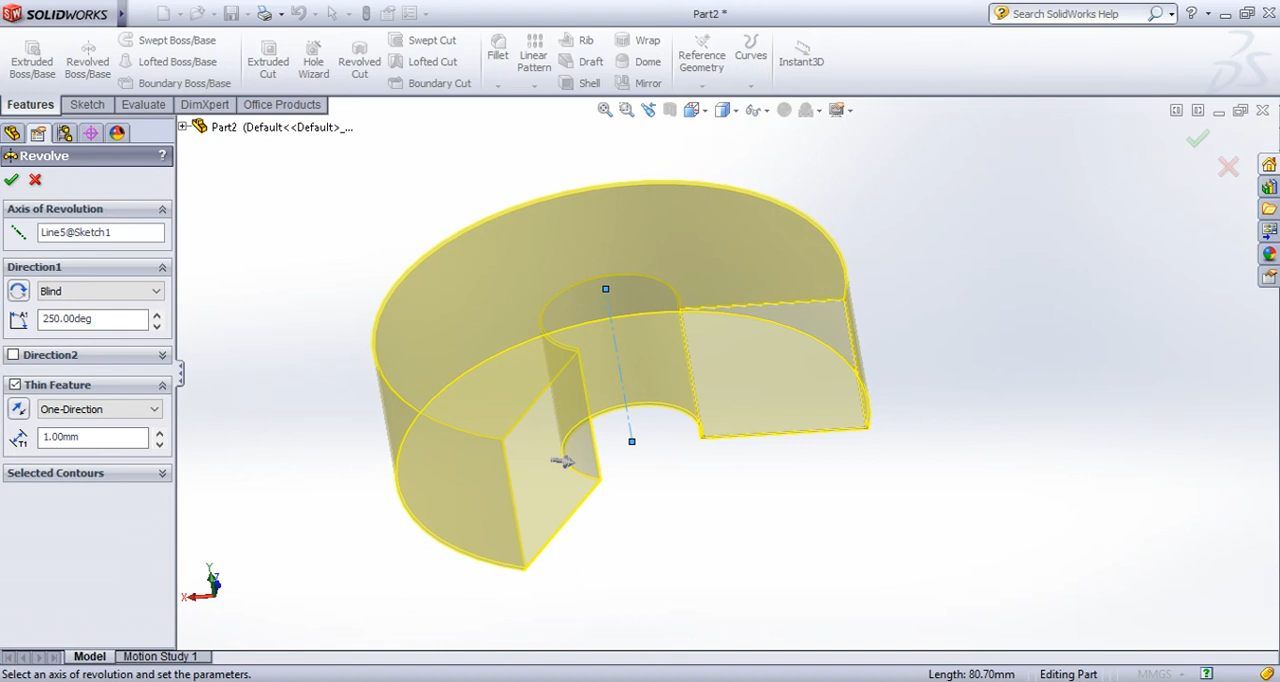 SOLIDWORKS
Part2 *
Search SolidWorks Help
Extruded Boss/Base
Revolved Boss/Base
Swept Boss/Base
Lofted Boss/Base
Boundary Boss/Base
Extruded Cut
Hole Wizard
Revolved Cut
Swept Cut
Lofted Cut
Boundary Cut
Fillet
Linear Pattern
Rib
Draft
Shell
Wrap
Dome
Mirror
Reference Geometry
Curves
Instant3D
Features
Sketch
Evaluate
DimXpert
Office Products
Part2 (Default<<Default>_...
Revolve
?
Axis of Revolution
Line5@Sketch1
Direction1
Blind
250.00deg
Direction2
Thin Feature
One-Direction
1.00mm
Selected Contours
Y
Z
X
Model
Motion Study 1
Select an axis of revolution and set the parameters.
Length: 80.70mm
Editing Part
MMGS